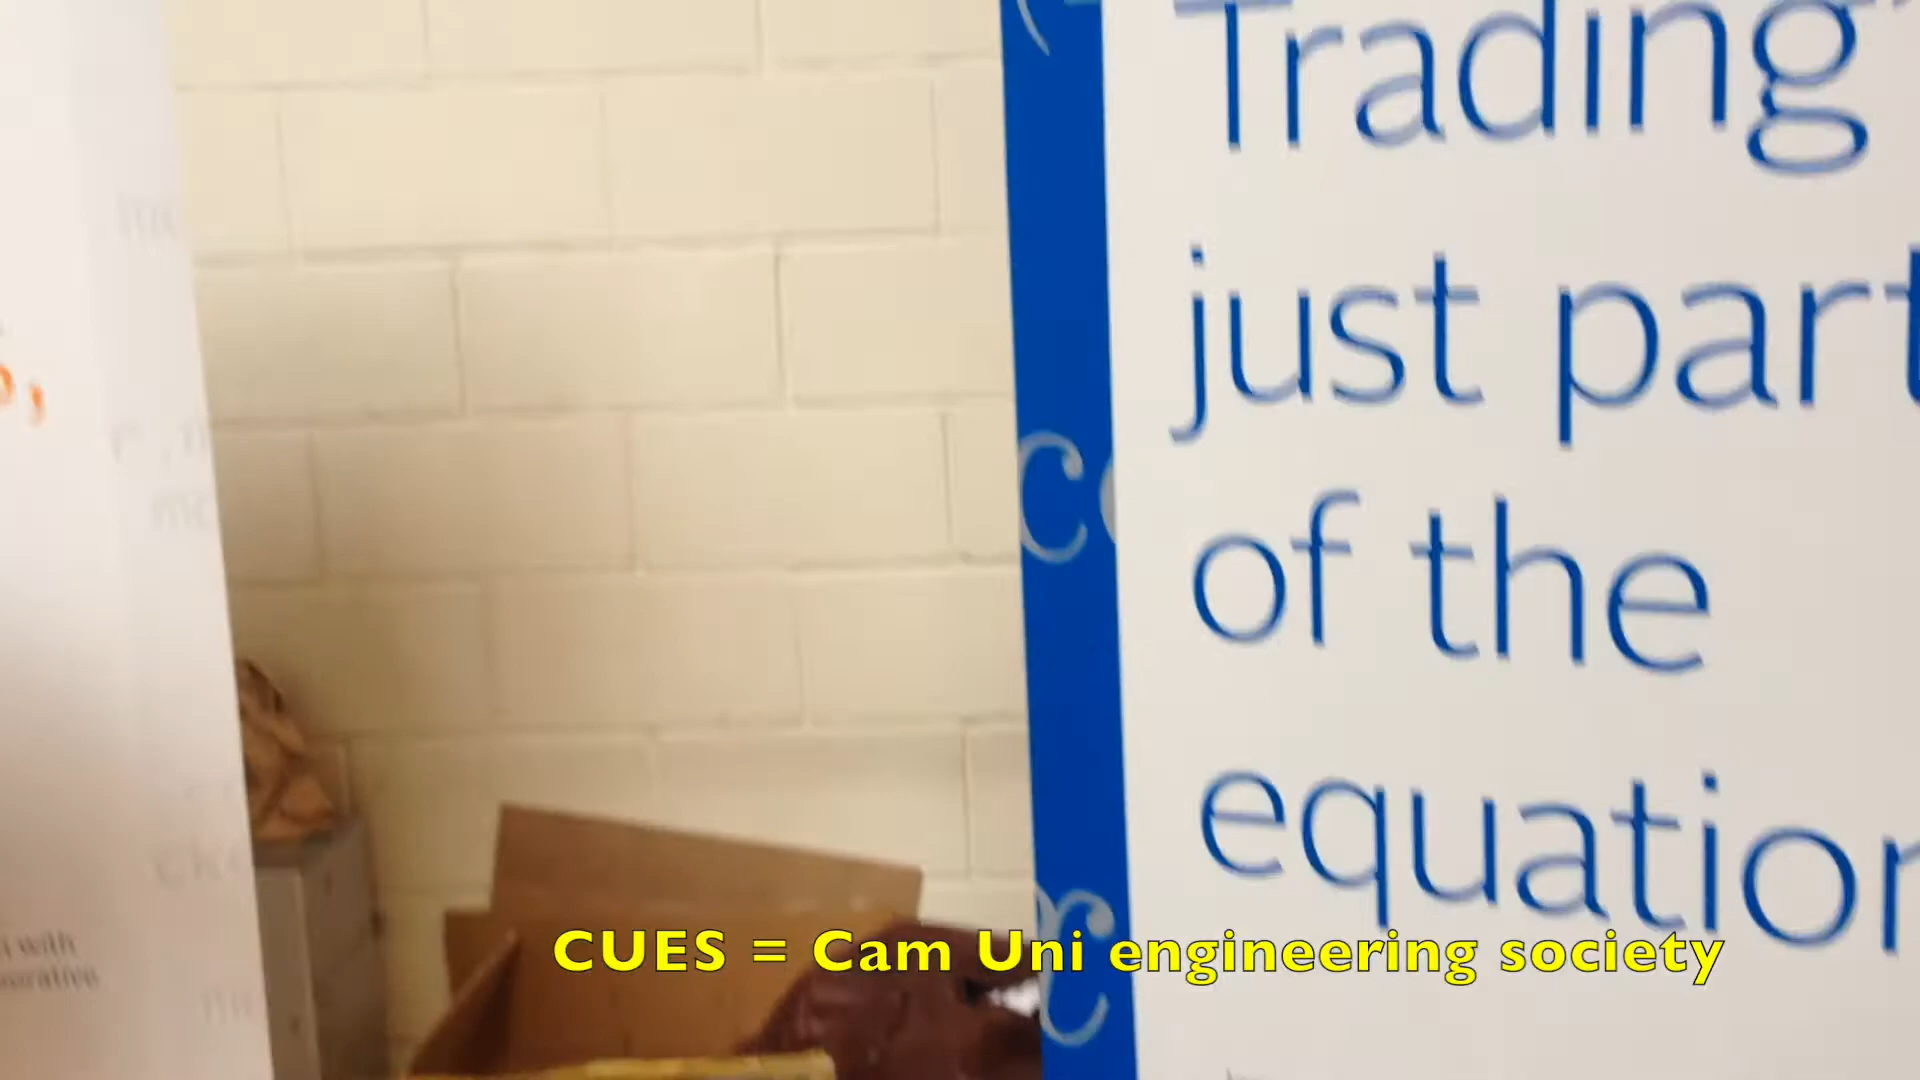 Trading
just part
of the
equation
CUES = Cam Uni engineering society